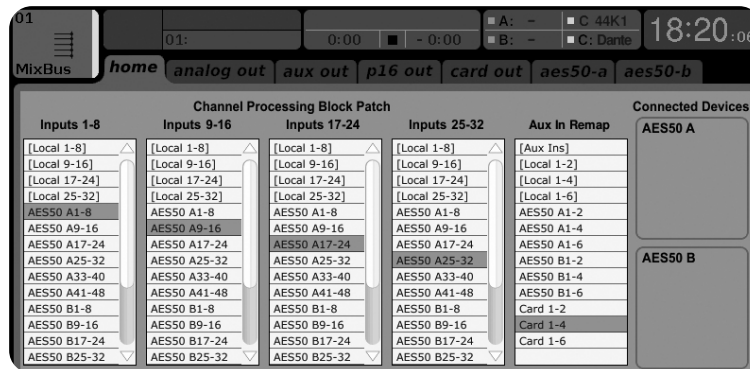 01
MixBus
01:
0:00 - 0:00
A: -
B: -
C 44K1
C: Dante
18:20:06
home analog out aux out p16 out card out aes50-a aes50-b
Channel Processing Block Patch
Connected Devices
Inputs 1-8 Inputs 9-16 Inputs 17-24 Inputs 25-32 Aux In Remap
AES50 A
[Local 1-8] [Local 1-8] [Local 1-8] [Local 1-8] [Aux Ins]
[Local 9-16] [Local 9-16] [Local 9-16] [Local 9-16] [Local 1-2]
[Local 17-24] [Local 17-24] [Local 17-24] [Local 17-24] [Local 1-4]
[Local 25-32] [Local 25-32] [Local 25-32] [Local 25-32] [Local 1-6]
AES50 A1-8 AES50 A1-8 AES50 A1-8 AES50 A1-8 AES50 A1-2
AES50 A9-16 AES50 A9-16 AES50 A9-16 AES50 A9-16 AES50 A1-4
AES50 A17-24 AES50 A17-24 AES50 A17-24 AES50 A17-24 AES50 A1-6
AES50 A25-32 AES50 A25-32 AES50 A25-32 AES50 A25-32 AES50 B1-2
AES50 B
AES50 A33-40 AES50 A33-40 AES50 A33-40 AES50 A33-40 AES50 B1-4
AES50 A41-48 AES50 A41-48 AES50 A41-48 AES50 A41-48 AES50 B1-6
AES50 B1-8 AES50 B1-8 AES50 B1-8 AES50 B1-8 Card 1-2
AES50 B9-16 AES50 B9-16 AES50 B9-16 AES50 B9-16 Card 1-4
AES50 B17-24 AES50 B17-24 AES50 B17-24 AES50 B17-24 Card 1-6
AES50 B25-32 AES50 B25-32 AES50 B25-32 AES50 B25-32